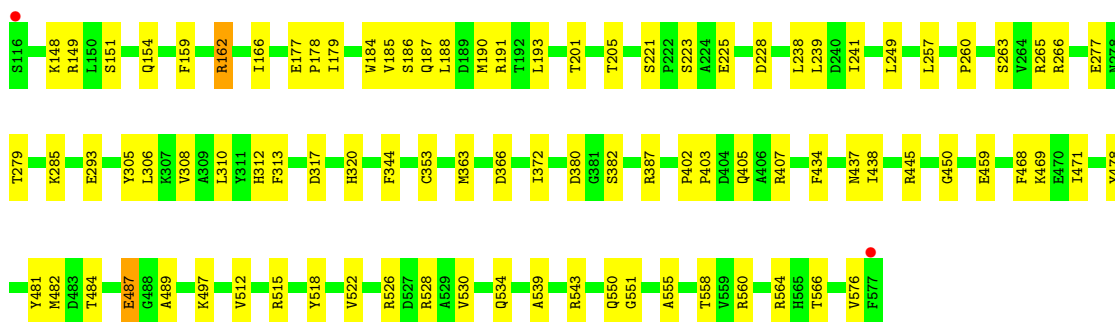 S116 K148 R149 L150 S151 Q154 F159 R162 I166 E177 P178 I179 W184 V185 S186 Q187 L188 D189 M190 R191 T192 L193 T201 T205 S221 P222 S223 A224 E225 D228 L238 L239 D240 I241 L249 L257 P260 S263 V264 R265 R266 E277 N278
T279 K285 E293 Y305 L306 K307 V308 A309 L310 Y311 H312 F313 D317 H320 F344 C353 M363 D366 I372 D380 G381 S382 R387 P402 P403 D404 Q405 A406 R407 F434 N437 I438 R445 G450 E459 F468 K469 E470 I471 Y478
Y481 M482 D483 T484 E487 G488 A489 K497 V512 R515 Y518 V522 R526 D527 R528 A529 V530 Q534 A539 R543 Q550 G551 A555 T558 V559 R560 R564 H565 T566 V576 F577